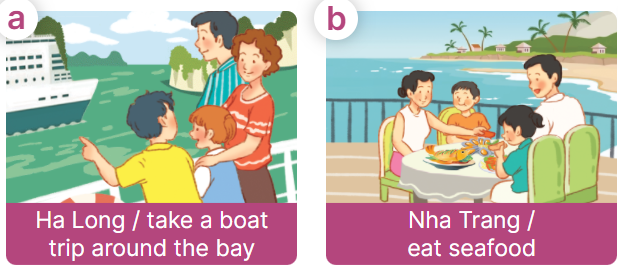 a
Ha Long / take a boat
trip around the bay
b
Nha Trang /
eat seafood